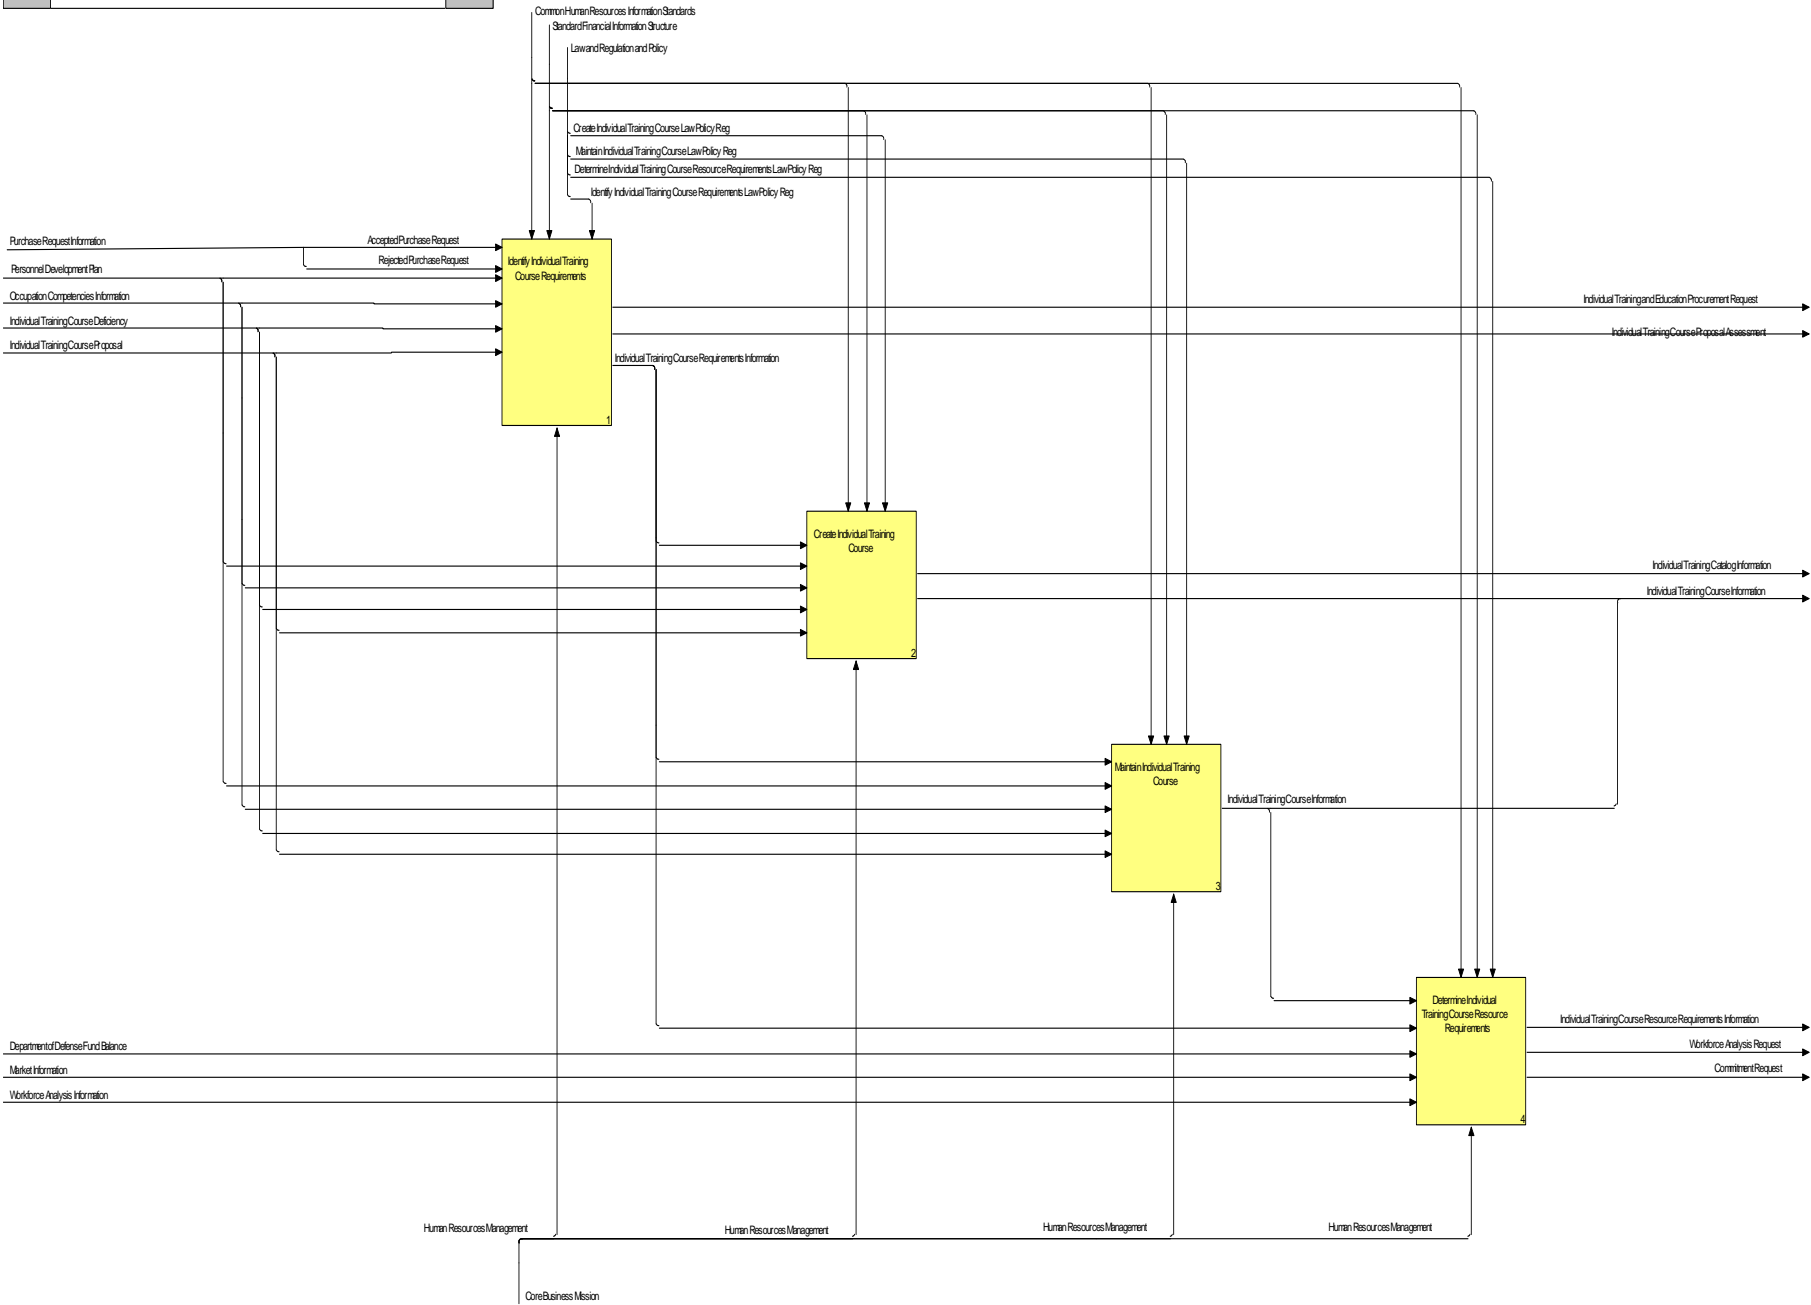 Common Human Resources Information Standards
Standard Financial Information Structure
Law and Regulation and Policy
Create Individual Training Course Law Policy Reg
Maintain Individual Training Course Law Policy Reg
Determine Individual Training Course Resource Requirements Law Policy Reg
Identify Individual Training Course Requirements Law Policy Reg
Purchase Request Information
Accepted Purchase Request
Rejected Purchase Request
Personnel Development Plan
Occupation Competencies Information
Individual Training Course Deficiency
Individual Training Course Proposal
Identify Individual Training
Course Requirements
1
Individual Training and Education Procurement Request
Individual Training Course Proposal Assessment
Individual Training Course Requirements Information
Create Individual Training
Course
2
Individual Training Catalog Information
Individual Training Course Information
Maintain Individual Training
Course
3
Individual Training Course Information
Determine Individual
Training Course Resource
Requirements
4
Individual Training Course Resource Requirements Information
Workforce Analysis Request
Commitment Request
Department of Defense Fund Balance
Market Information
Workforce Analysis Information
Human Resources Management
Human Resources Management
Human Resources Management
Human Resources Management
Core Business Mission